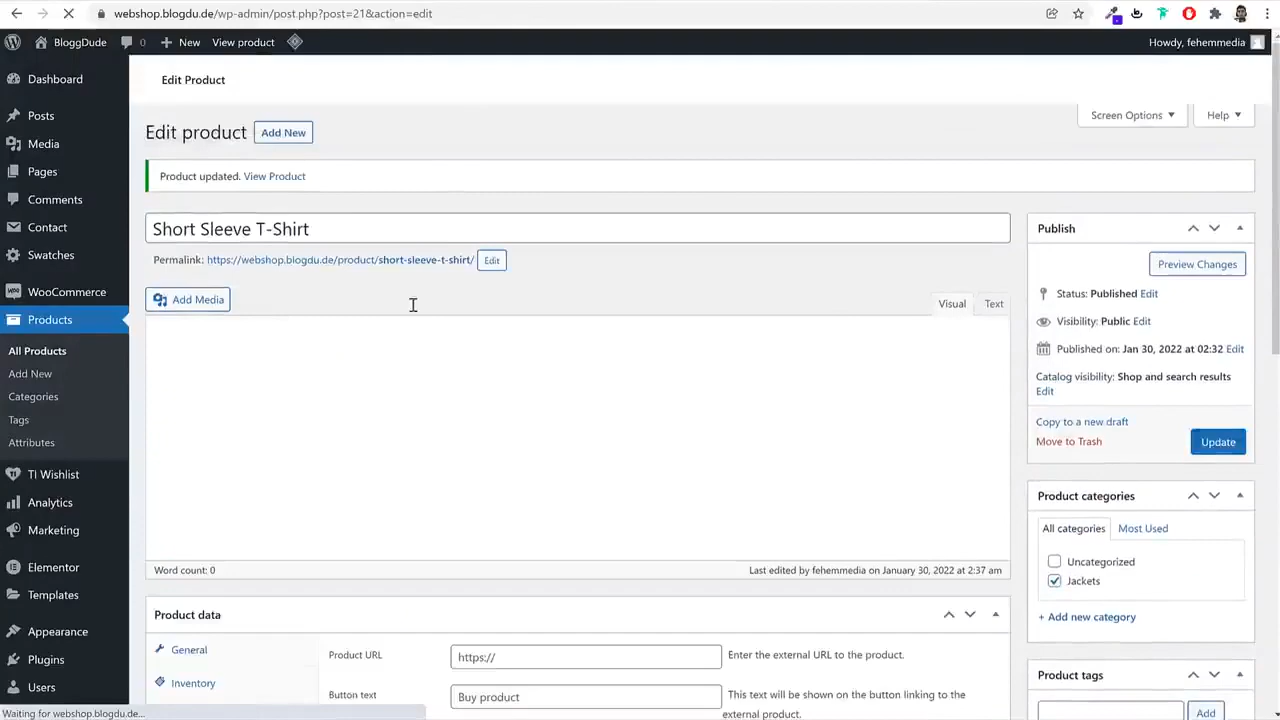 webshop.blogdu.de/wp-admin/post.php?post=21&action=edit
BloggDude 0 New View product Howdy, fehemmedia
Dashboard
Posts
Media
Pages
Comments
Contact
Swatches
WooCommerce
Products
All Products
Add New
Categories
Tags
Attributes
TI Wishlist
Analytics
Marketing
Elementor
Templates
Appearance
Plugins
Users
Waiting for webshop.blogdu.de...
Edit Product
Screen Options Help
Edit product Add New
Product updated. View Product
Short Sleeve T-Shirt
Permalink: https://webshop.blogdu.de/product/short-sleeve-t-shirt/ Edit
Add Media Visual Text
Word count: 0 Last edited by fehemmedia on January 30, 2022 at 2:37 am
Product data
General
Inventory
Product URL https:// Enter the external URL to the product.
Button text Buy product This text will be shown on the button linking to the
external product.
Publish
Preview Changes
Status: Published Edit
Visibility: Public Edit
Published on: Jan 30, 2022 at 02:32 Edit
Catalog visibility: Shop and search results
Edit
Copy to a new draft
Move to Trash Update
Product categories
All categories Most Used
Uncategorized
Jackets
+ Add new category
Product tags
Add